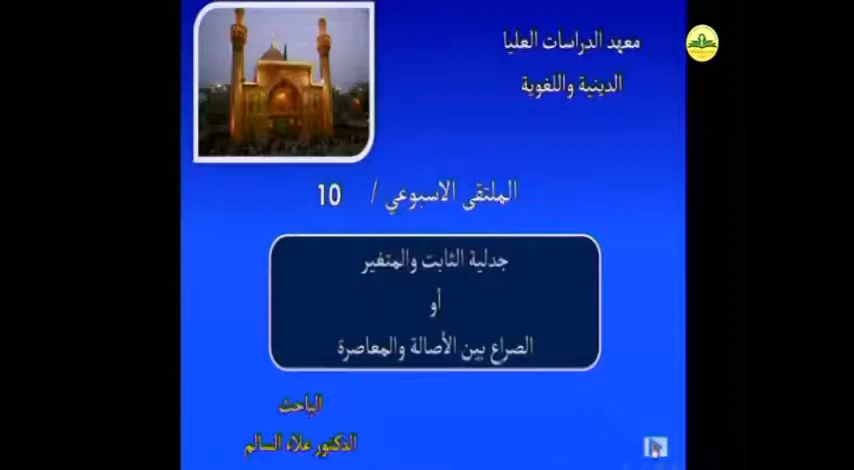 معهد الدراسات العليا
الدينية واللغوية
الملتقى الاسبوعي / 10
جدلية الثابت والمتغير
أو
الصراع بين الأصالة والمعاصرة
الباحث
الدكتور علاء السالم